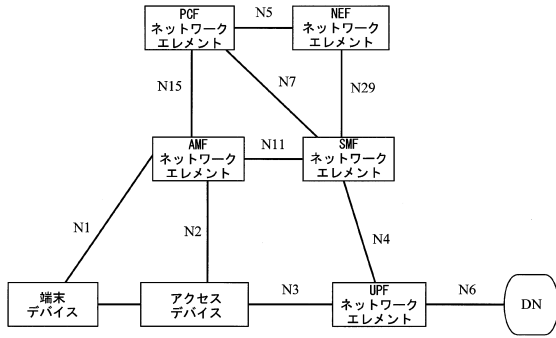 PCF
ネットワーク
エレメント
N5
NEF
ネットワーク
エレメント
N15
N7
N29
AMF
ネットワーク
エレメント
N11
SMF
ネットワーク
エレメント
N1
N2
N4
端末
デバイス
アクセス
デバイス
N3
UPF
ネットワーク
エレメント
N6
DN